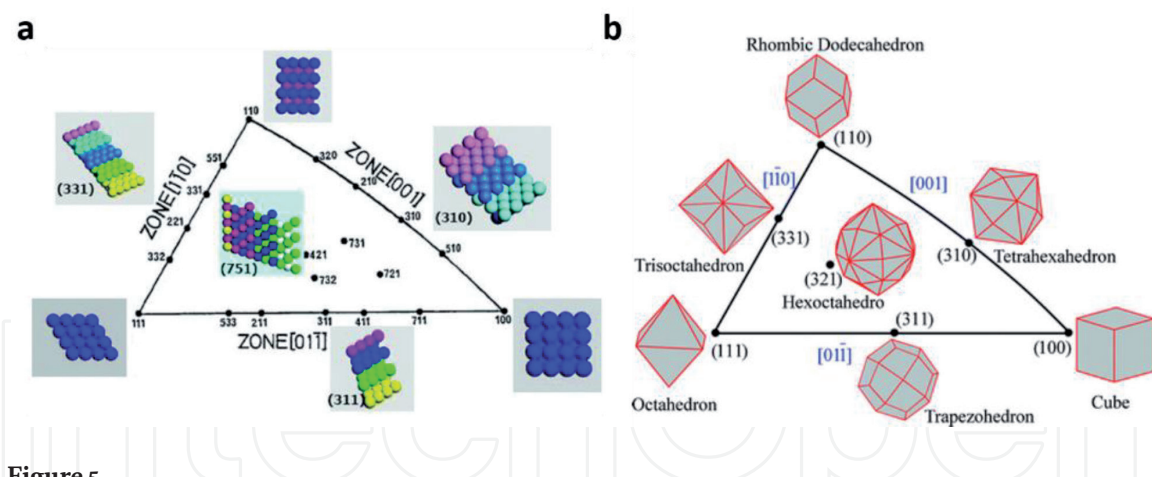 a
110
551
331
221
332
111
ZONE[11̄0]
320
210
310
510
ZONE[001]
(331)
(310)
(751)
421
731
732
721
533
211
311
411
711
100
ZONE[011̄]
(311)
b
Rhombic Dodecahedron
(110)
[11̄0]
[001]
(331)
Trisoctahedron
(310)
Tetrahexahedron
(321)
Hexoctahedro
(311)
(111)
[011̄]
(100)
Octahedron
Trapezohedron
Cube
intechopen
Figure 5